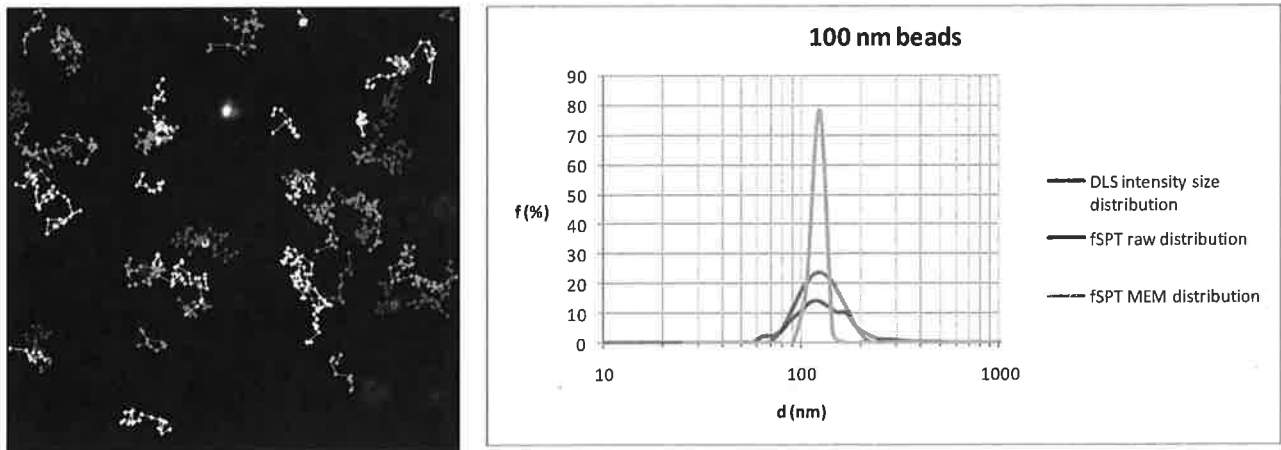 100 nm beads
90
80
70
60
50
40
30
20
10
0
f (%)
10 100 1000
d (nm)
DLS intensity size
distribution
fSPT raw distribution
fSPT MEM distribution